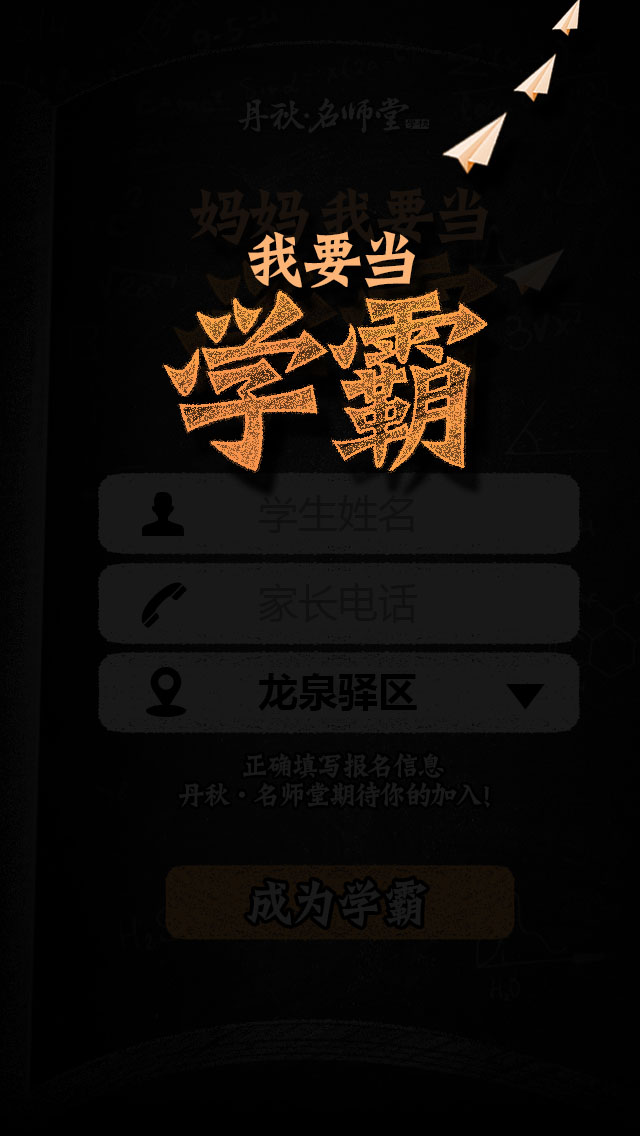 丹秋·名师堂
妈妈 我要当
我要当
学霸
学生姓名
家长电话
龙泉驿区
正确填写报名信息
丹秋·名师堂期待你的加入!
成为学霸
H₂O